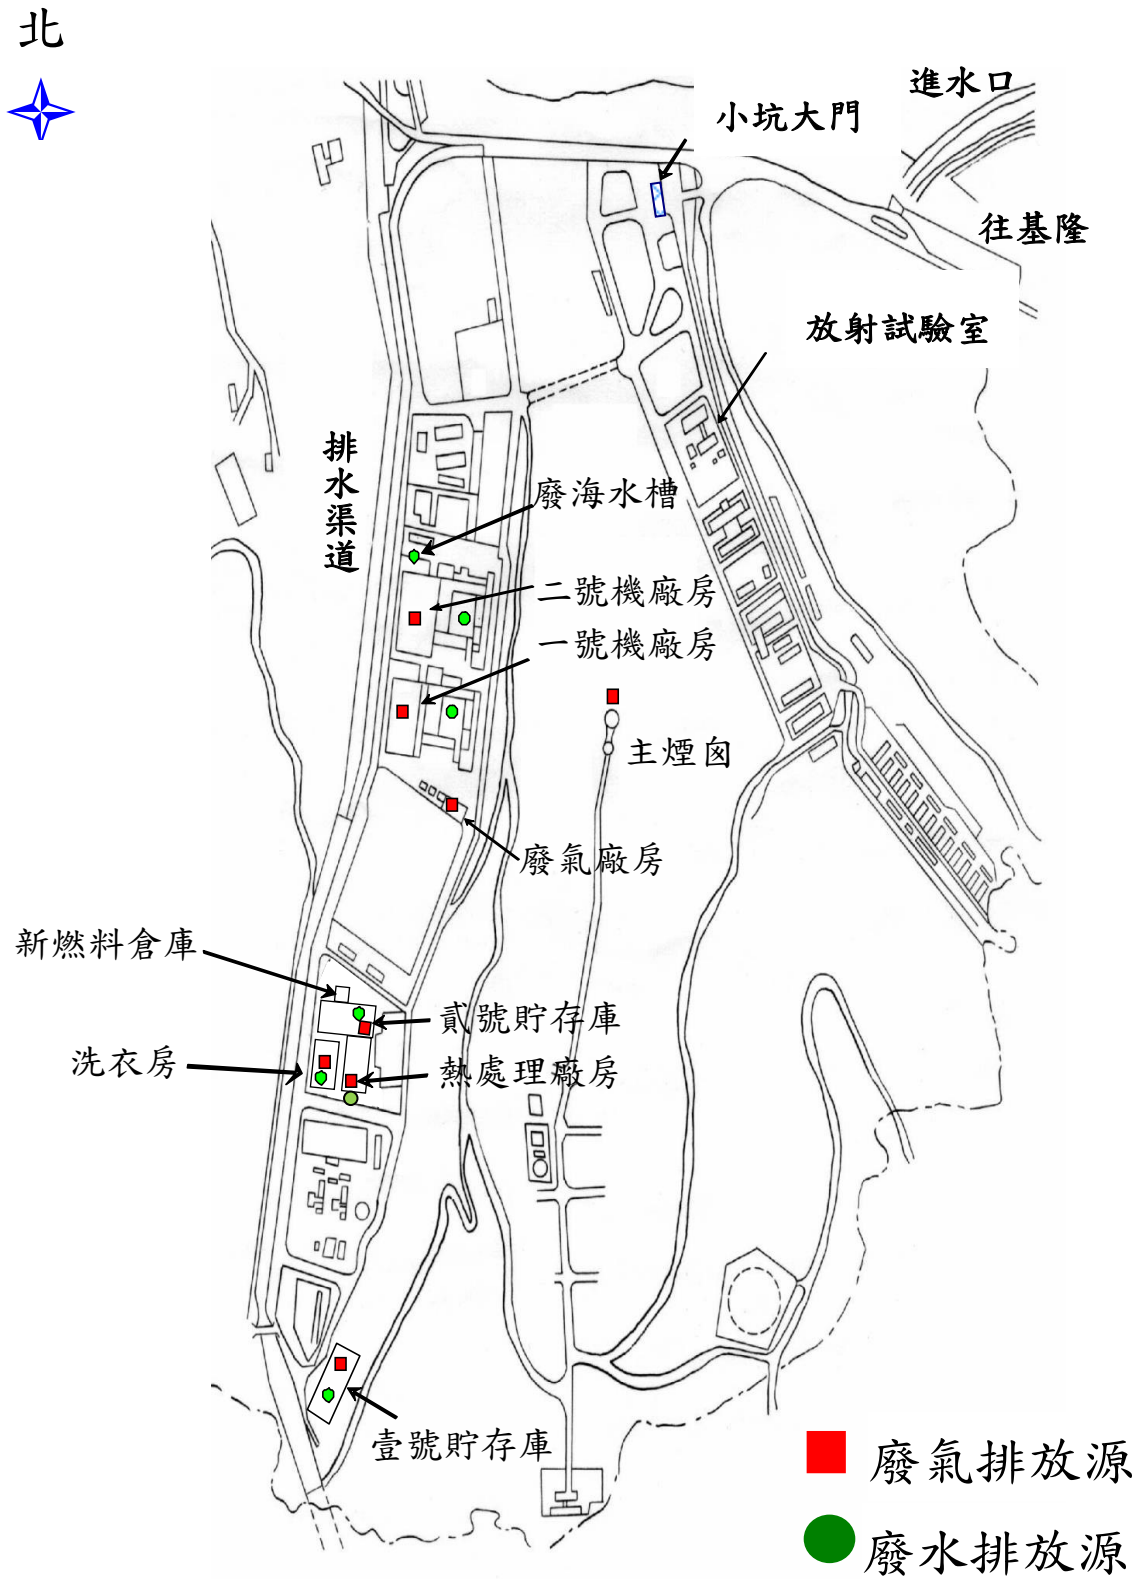 北
進水口
小坑大門
往基隆
放射試驗室
排水渠道
廢海水槽
二號機廠房
一號機廠房
主煙囪
廢氣廠房
新燃料倉庫
貳號貯存庫
洗衣房
熱處理廠房
壹號貯存庫
廢氣排放源
廢水排放源